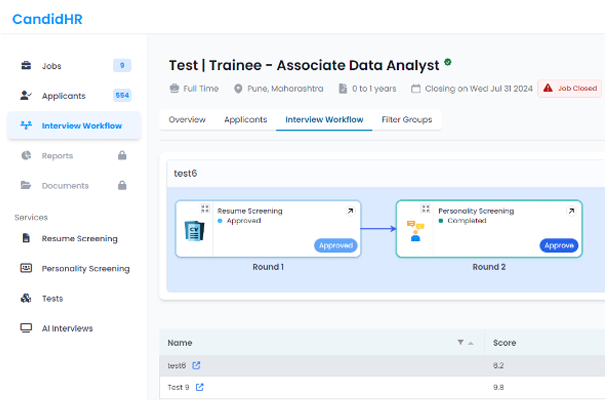 CandidHR
Jobs 9
Applicants 554
Interview Workflow
Reports
Documents
Services
Resume Screening
Personality Screening
Tests
AI Interviews
Test | Trainee - Associate Data Analyst
Full Time Pune, Maharashtra 0 to 1 years Closing on Wed Jul 31 2024 Job Closed
Overview Applicants Interview Workflow Filter Groups
test6
Resume Screening
Approved
Approved
Round 1
CV
Personality Screening
Completed
Approve
Round 2
Name Score
test6 6.2
Test 9 9.8